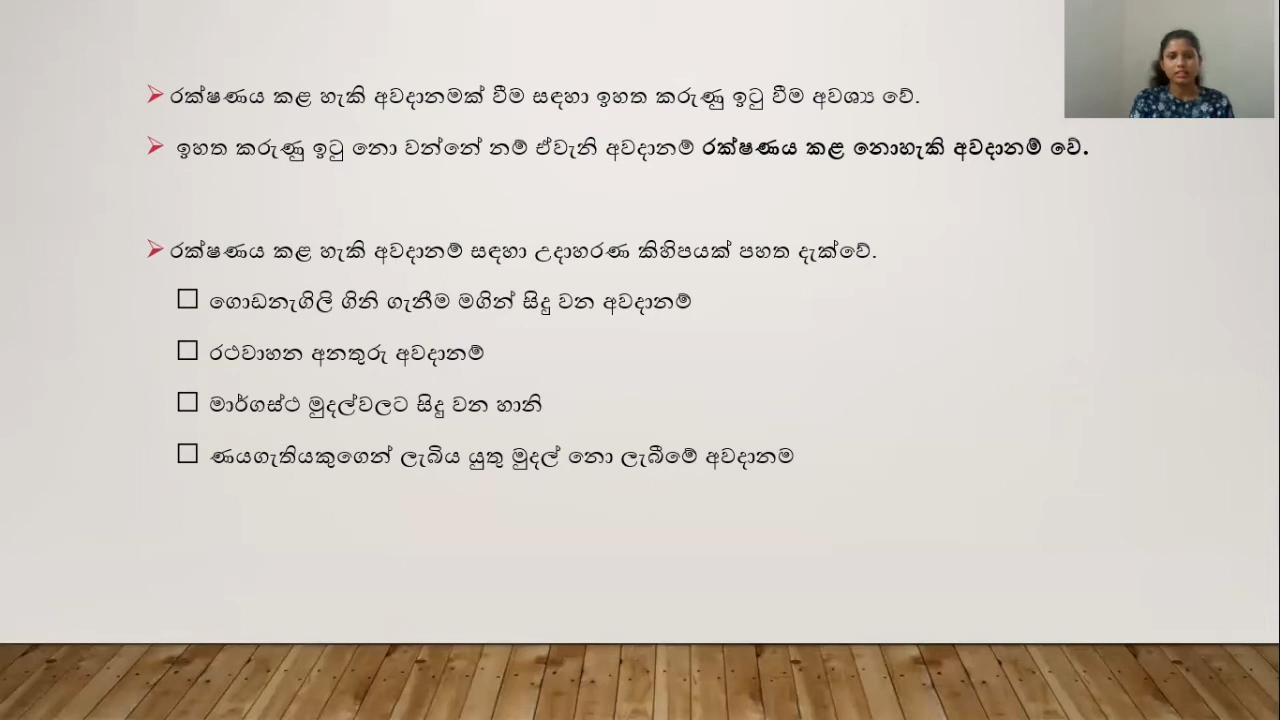 රක්ෂණය කළ හැකි අවදානමක් වීම සඳහා ඉහත කරුණු ඉටු වීම අවශ්‍ය වේ.
ඉහත කරුණු ඉටු නො වන්නේ නම් ඒවැනි අවදානම් රක්ෂණය කළ නොහැකි අවදානම් වේ.
රක්ෂණය කළ හැකි අවදානම් සඳහා උදාහරණ කිහිපයක් පහත දැක්වේ.
ගොඩනැගිලි ගිනි ගැනීම මගින් සිදු වන අවදානම්
රථවාහන අනතුරු අවදානම්
මාර්ගස්ථ මුදල්වලට සිදු වන හානි
ණයගැතියකුගෙන් ලැබිය යුතු මුදල් නො ලැබීමේ අවදානම